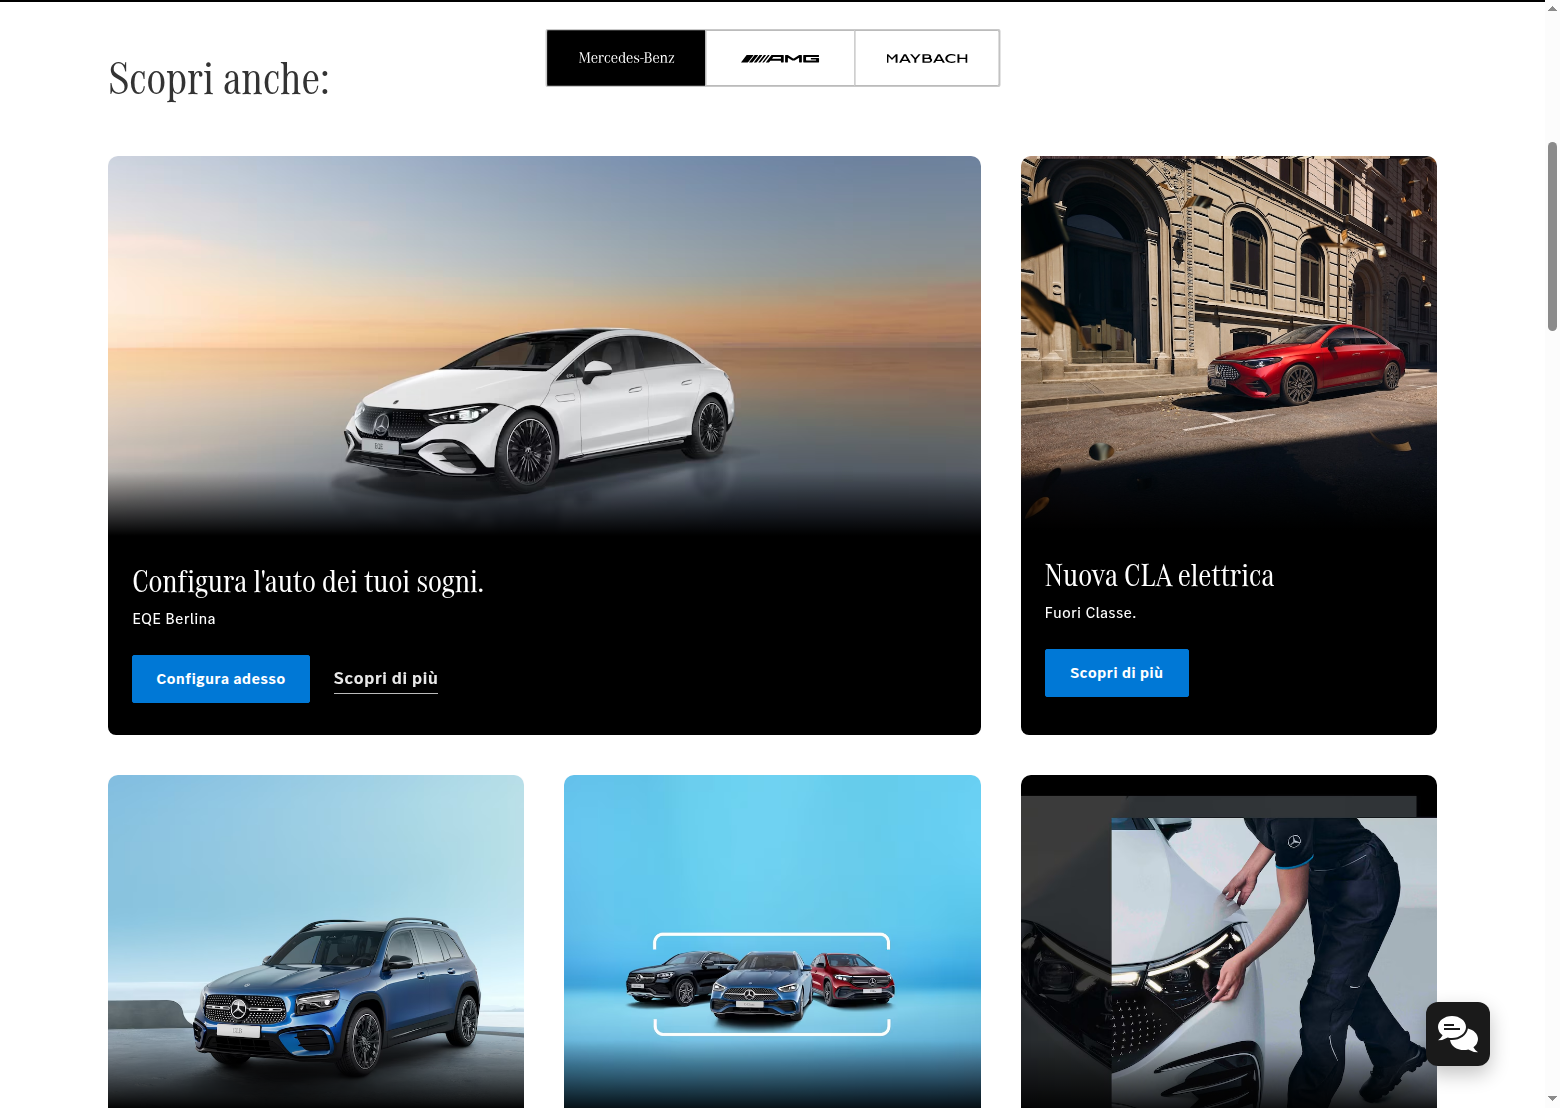 Scopri anche:
Mercedes-Benz
AMG
MAYBACH
Configura l'auto dei tuoi sogni.
EQE Berlina
Configura adesso
Scopri di più
Nuova CLA elettrica
Fuori Classe.
Scopri di più